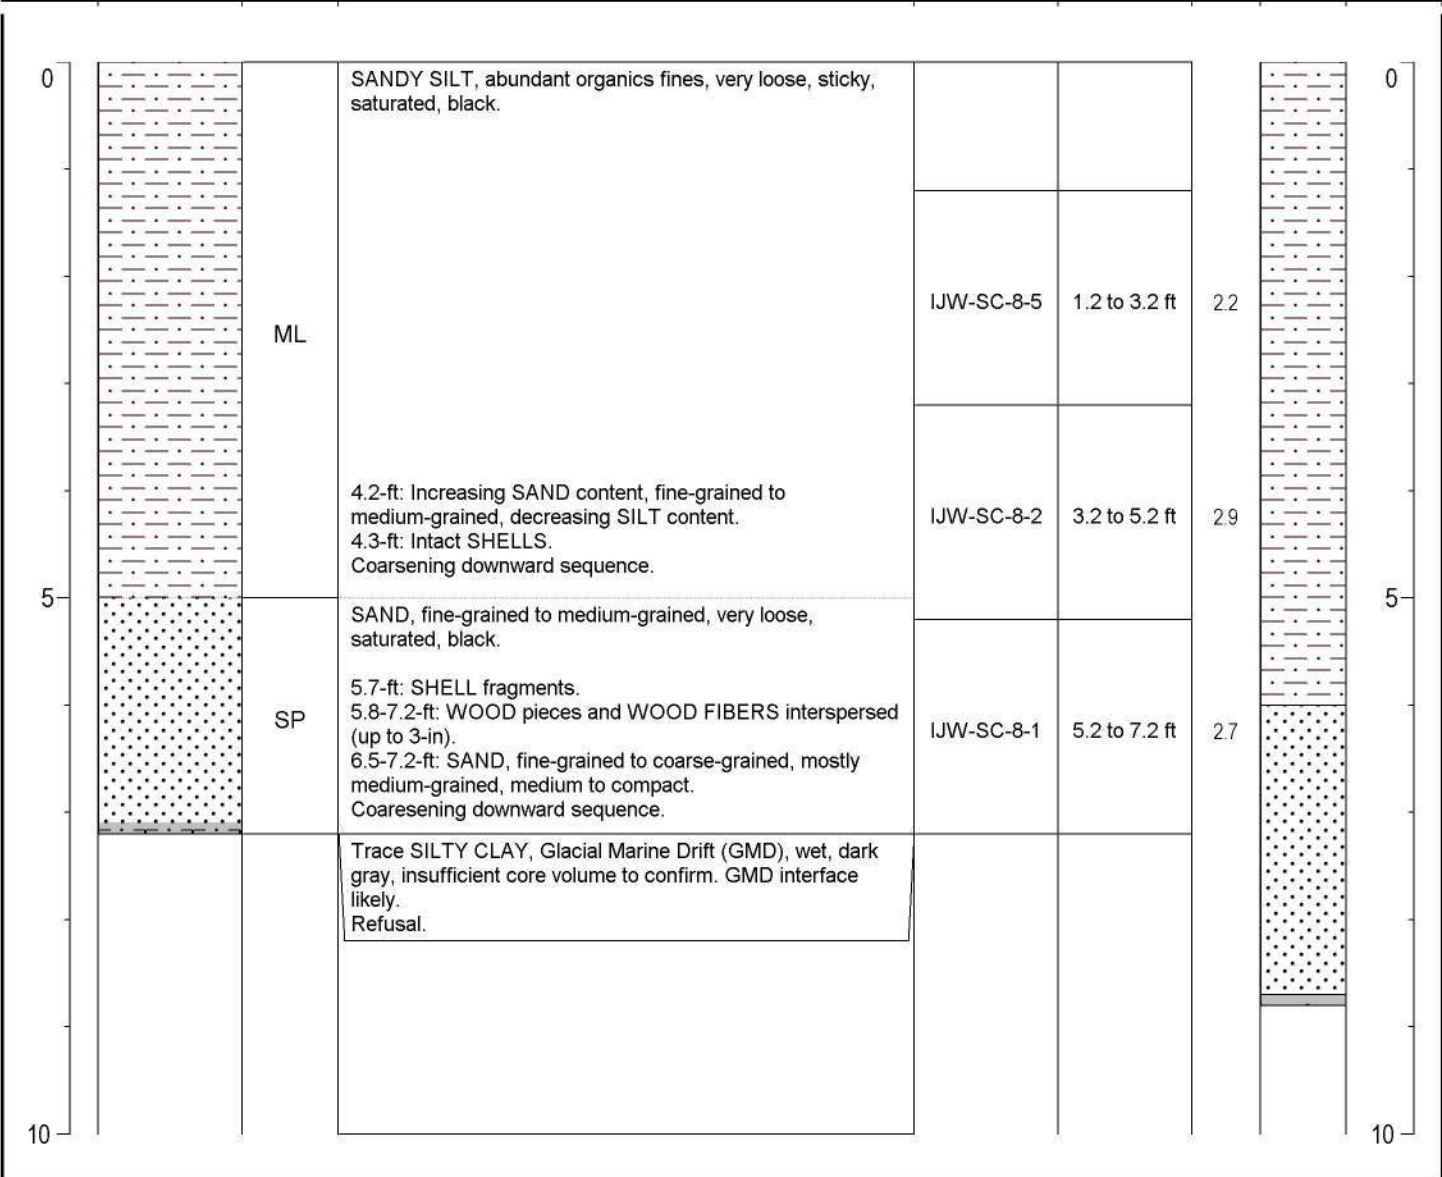 0
SANDY SILT, abundant organics fines, very loose, sticky,
saturated, black.
0
IJW-SC-8-5
1.2 to 3.2 ft
2.2
ML
4.2-ft: Increasing SAND content, fine-grained to
medium-grained, decreasing SILT content.
4.3-ft: Intact SHELLS.
Coarsening downward sequence.
IJW-SC-8-2
3.2 to 5.2 ft
2.9
5
5
SAND, fine-grained to medium-grained, very loose,
saturated, black.
5.7-ft: SHELL fragments.
5.8-7.2-ft: WOOD pieces and WOOD FIBERS interspersed
(up to 3-in).
6.5-7.2-ft: SAND, fine-grained to coarse-grained, mostly
medium-grained, medium to compact.
Coaresening downward sequence.
SP
IJW-SC-8-1
5.2 to 7.2 ft
2.7
Trace SILTY CLAY, Glacial Marine Drift (GMD), wet, dark
gray, insufficient core volume to confirm. GMD interface
likely.
Refusal.
10
10